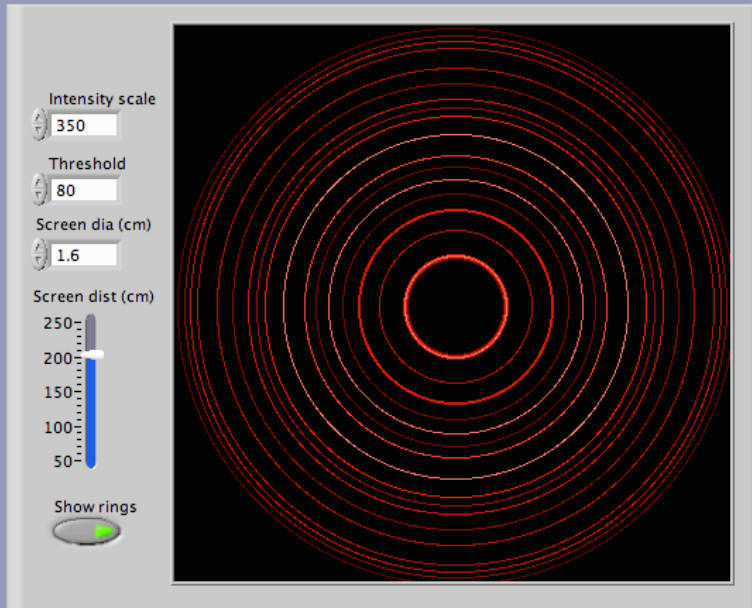 Intensity scale
350
Threshold
80
Screen dia (cm)
1.6
Screen dist (cm)
250
200
150
100
50
Show rings